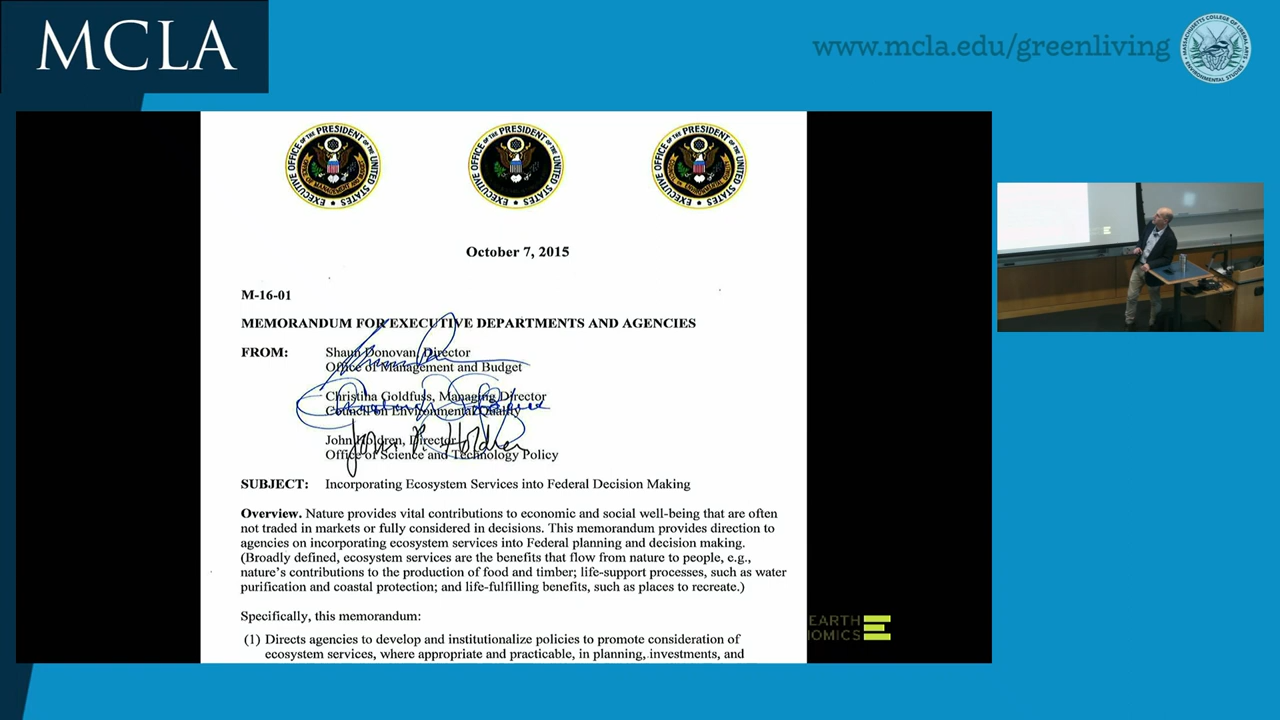 MCLA
www.mcla.edu/greenliving
MASSACHUSETTS COLLEGE OF LIBERAL ARTS
ENVIRONMENTAL STUDIES
EXECUTIVE OFFICE OF THE PRESIDENT OF THE UNITED STATES
EXECUTIVE OFFICE OF THE PRESIDENT OF THE UNITED STATES
EXECUTIVE OFFICE OF THE PRESIDENT OF THE UNITED STATES
October 7, 2015
M-16-01
MEMORANDUM FOR EXECUTIVE DEPARTMENTS AND AGENCIES
FROM: Shaun Donovan, Director
Office of Management and Budget
Christina Goldfuss, Managing Director
Council on Environmental Quality
John Holdren, Director
Office of Science and Technology Policy
SUBJECT: Incorporating Ecosystem Services into Federal Decision Making
Overview. Nature provides vital contributions to economic and social well-being that are often
not traded in markets or fully considered in decisions. This memorandum provides direction to
agencies on incorporating ecosystem services into Federal planning and decision making.
(Broadly defined, ecosystem services are the benefits that flow from nature to people, e.g.,
nature's contributions to the production of food and timber; life-support processes, such as water
purification and coastal protection; and life-fulfilling benefits, such as places to recreate.)
Specifically, this memorandum:
(1) Directs agencies to develop and institutionalize policies to promote consideration of
ecosystem services, where appropriate and practicable, in planning, investments, and
EARTH
NOMICS